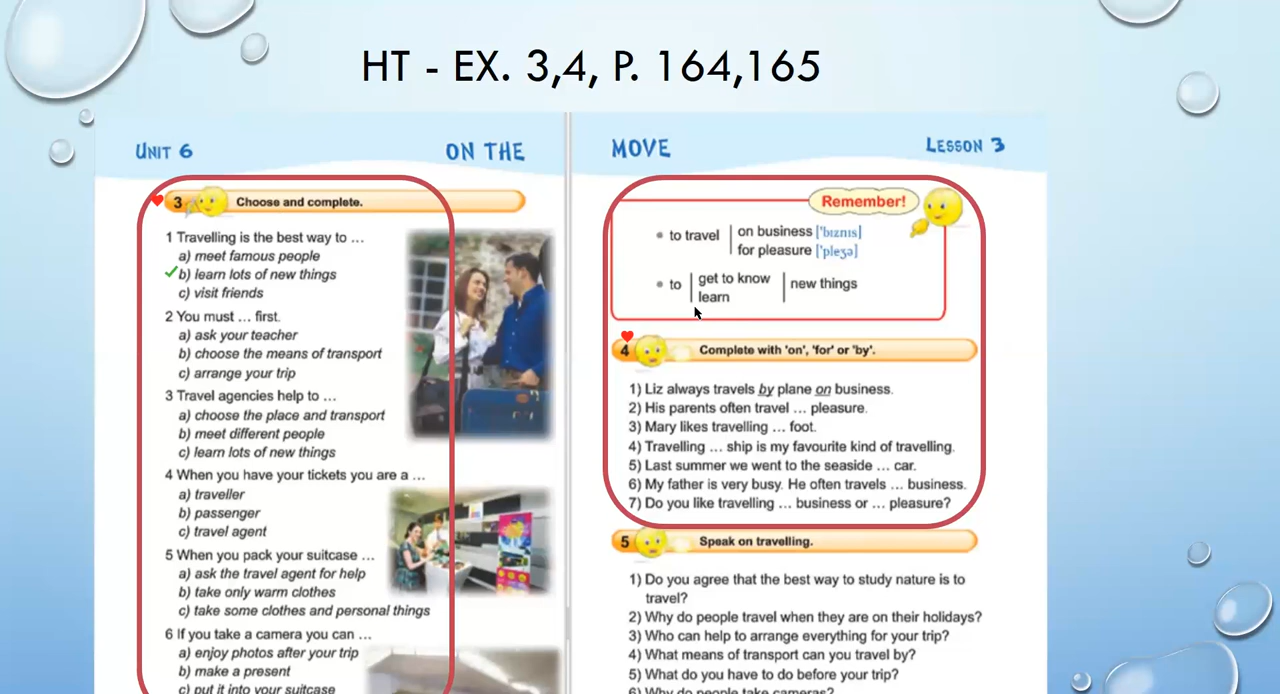 HT - EX. 3,4, P. 164,165
UNIT 6
ON THE
MOVE
LESSON 3
3 Choose and complete.
1 Travelling is the best way to …
a) meet famous people
b) learn lots of new things
c) visit friends
2 You must … first.
a) ask your teacher
b) choose the means of transport
c) arrange your trip
3 Travel agencies help to …
a) choose the place and transport
b) meet different people
c) learn lots of new things
4 When you have your tickets you are a …
a) traveller
b) passenger
c) travel agent
5 When you pack your suitcase …
a) ask the travel agent for help
b) take only warm clothes
c) take some clothes and personal things
6 If you take a camera you can …
a) enjoy photos after your trip
b) make a present
c) put it into your suitcase
Remember!
• to travel on business ['bɪznɪs]
for pleasure ['pleʒə]
• to get to know new things
learn
4 Complete with 'on', 'for' or 'by'.
1) Liz always travels by plane on business.
2) His parents often travel … pleasure.
3) Mary likes travelling … foot.
4) Travelling … ship is my favourite kind of travelling.
5) Last summer we went to the seaside … car.
6) My father is very busy. He often travels … business.
7) Do you like travelling … business or … pleasure?
5 Speak on travelling.
1) Do you agree that the best way to study nature is to
travel?
2) Why do people travel when they are on their holidays?
3) Who can help to arrange everything for your trip?
4) What means of transport can you travel by?
5) What do you have to do before your trip?
6) Why do people take cameras?